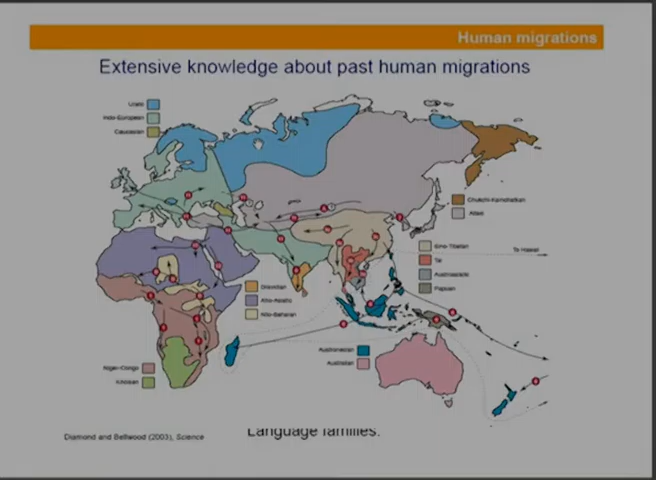 Human migrations
Extensive knowledge about past human migrations
Uralic
Indo-European
Caucasian
Chukchi-Kamchatkan
Altaic
Sino-Tibetan
Tai
Austroasiatic
Papuan
To Hawaii
Dravidian
Afro-Asiatic
Nilo-Saharan
Austronesian
Australian
Niger-Congo
Khoisan
Language families.
Diamond and Bellwood (2003), Science